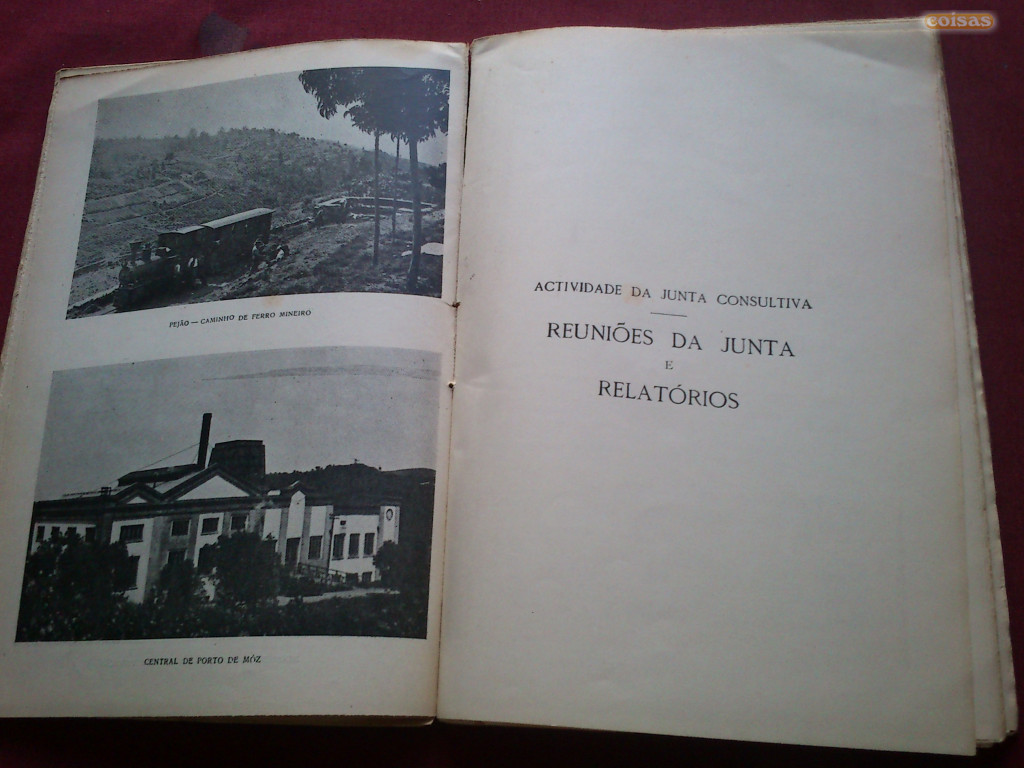 PEJÃO — CAMINHO DE FERRO MINEIRO
CENTRAL DE PORTO DE MÓZ
ACTIVIDADE DA JUNTA CONSULTIVA
REUNIÕES DA JUNTA
E
RELATÓRIOS
coisas